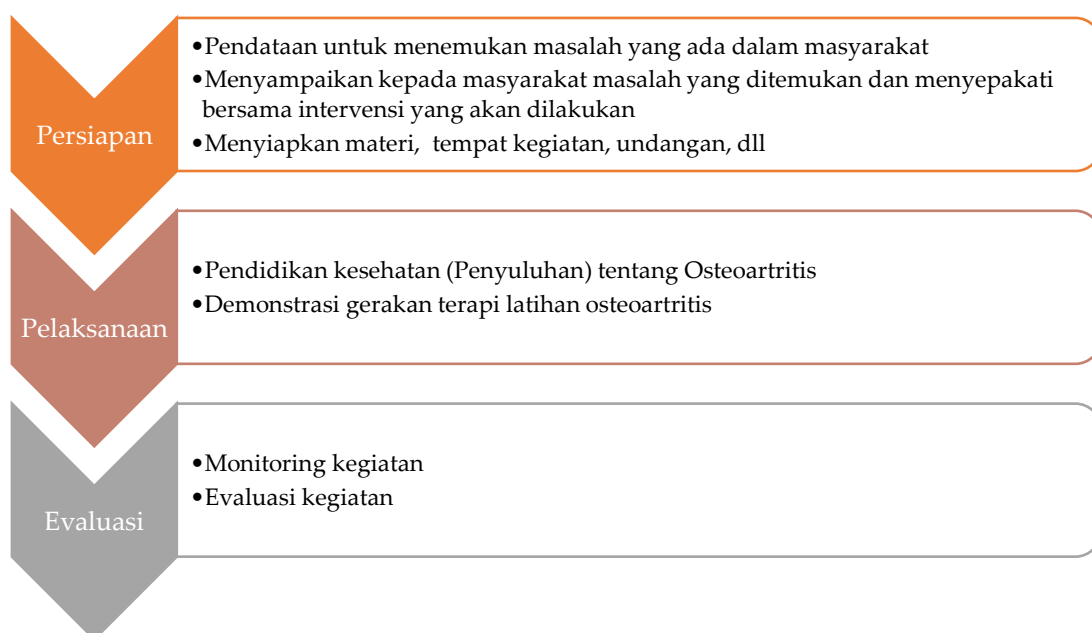 Persiapan
•Pendataan untuk menemukan masalah yang ada dalam masyarakat
•Menyampaikan kepada masyarakat masalah yang ditemukan dan menyepakati
bersama intervensi yang akan dilakukan
•Menyiapkan materi, tempat kegiatan, undangan, dll
Pelaksanaan
•Pendidikan kesehatan (Penyuluhan) tentang Osteoartritis
•Demonstrasi gerakan terapi latihan osteoartritis
Evaluasi
•Monitoring kegiatan
•Evaluasi kegiatan